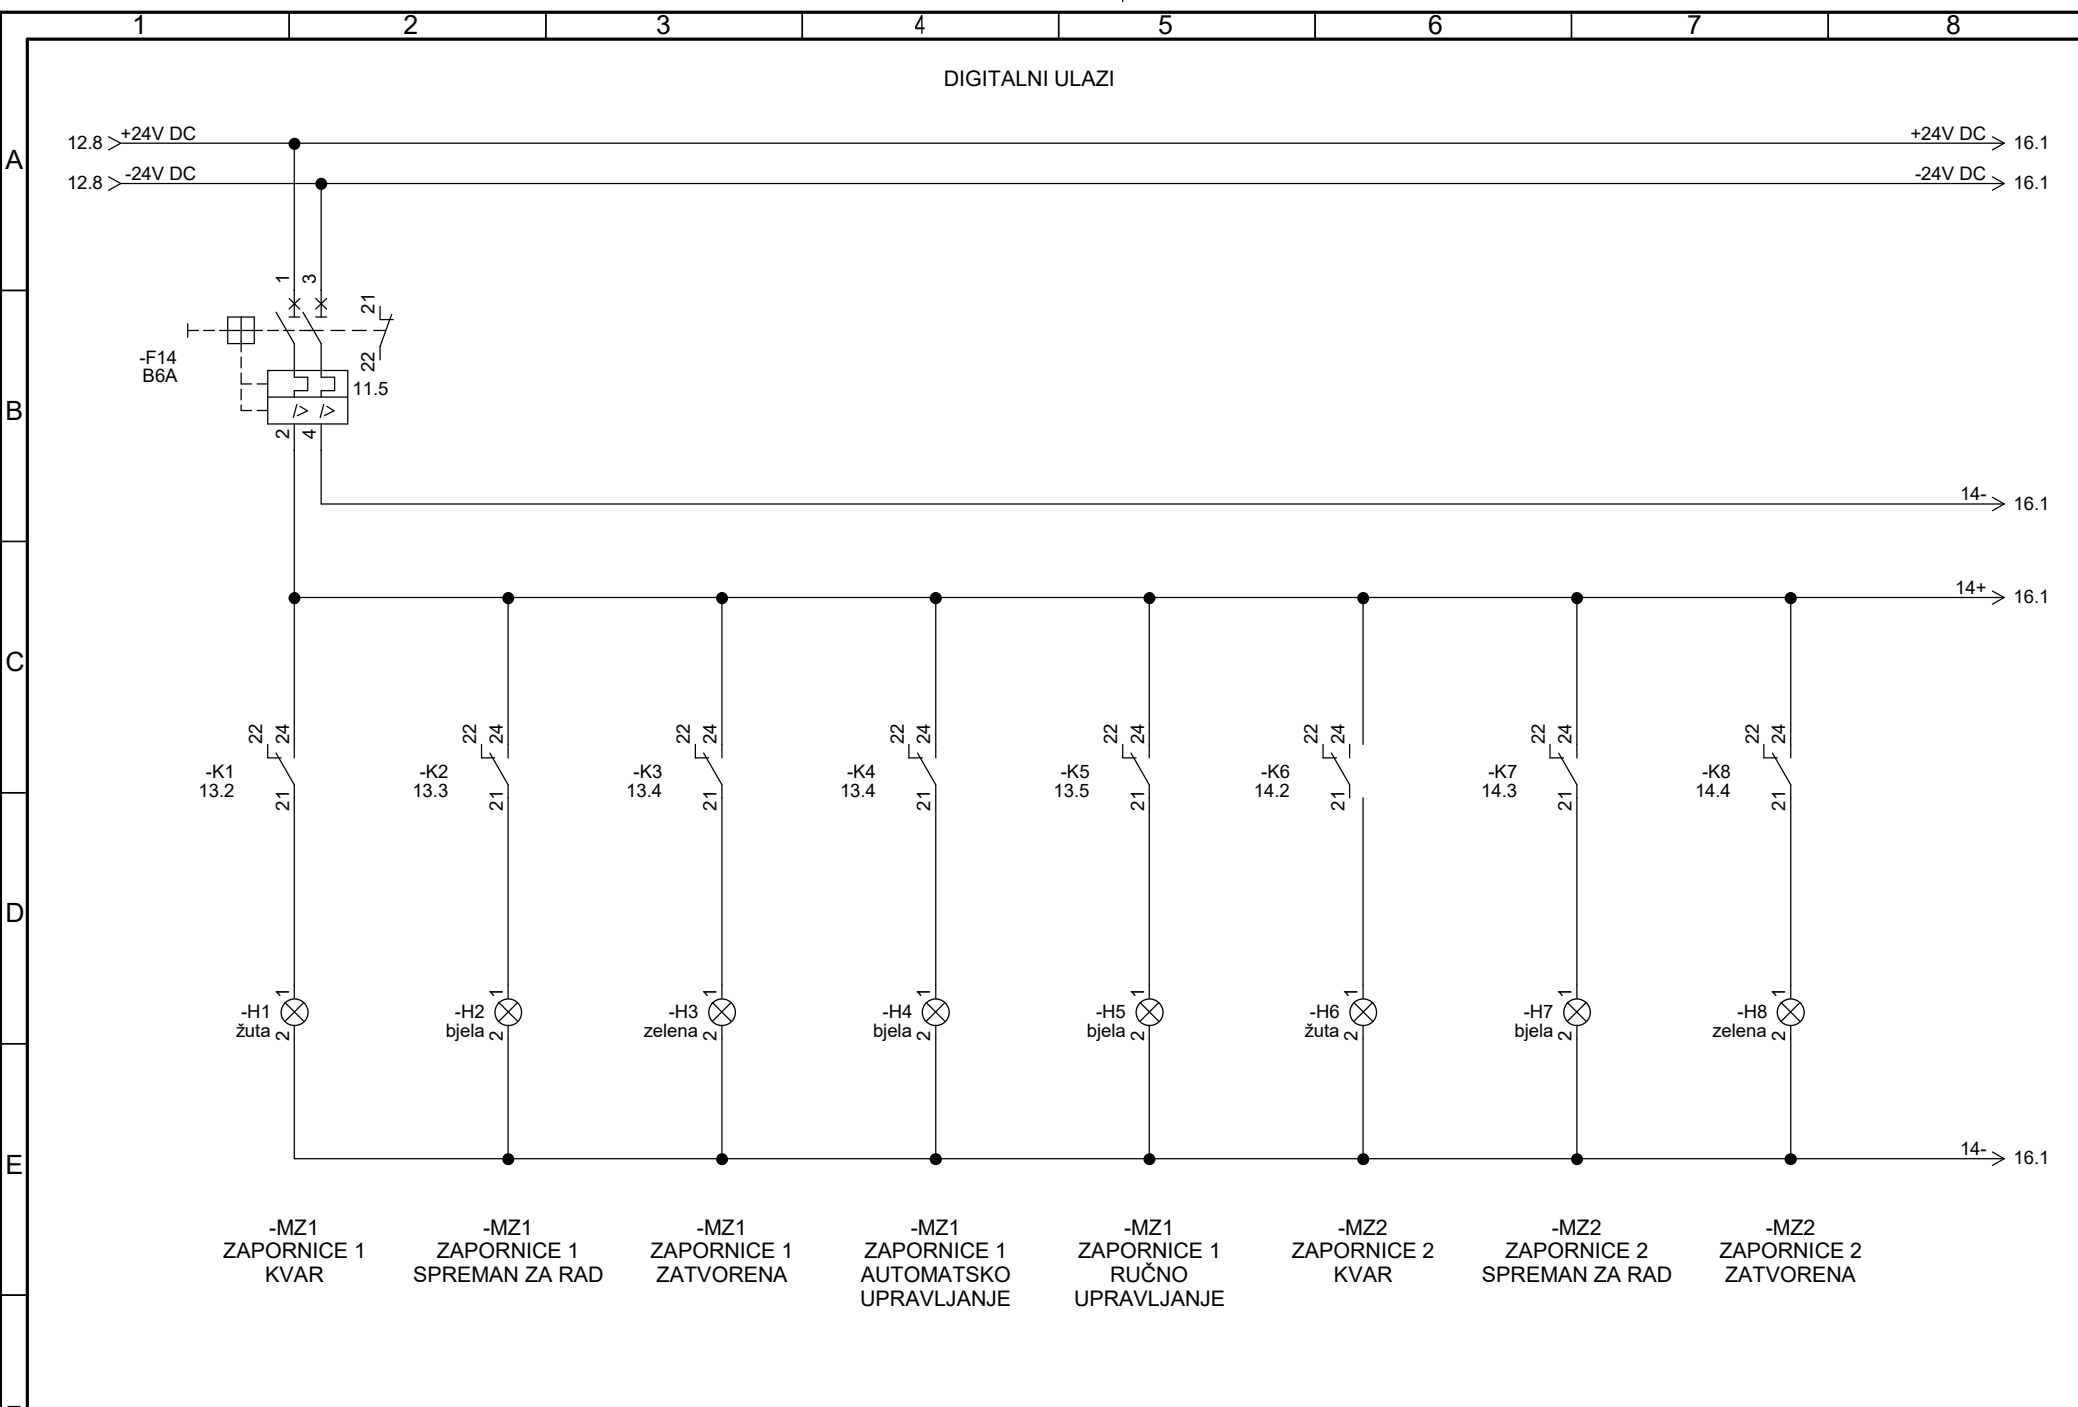 1 2 3 4 5 6 7 8
DIGITALNI ULAZI
A
12.8 +24V DC +24V DC 16.1
12.8 -24V DC -24V DC 16.1
1 3
21
22
-F14
B6A
11.5
B
/> />
2 4
14- 16.1
14+ 16.1
C
22 24 22 24 22 24 22 24 22 24 22 24 22 24 22 24
-K1 -K2 -K3 -K4 -K5 -K6 -K7 -K8
13.2 13.3 13.4 13.4 13.5 14.2 14.3 14.4
21 21 21 21 21 21 21 21
D
1 1 1 1 1 1 1 1
-H1 -H2 -H3 -H4 -H5 -H6 -H7 -H8
žuta bjela zelena bjela bjela žuta bjela zelena
2 2 2 2 2 2 2 2
E
14- 16.1
-MZ1 -MZ1 -MZ1 -MZ1 -MZ1 -MZ2 -MZ2 -MZ2
ZAPORNICE 1 ZAPORNICE 1 ZAPORNICE 1 ZAPORNICE 1 ZAPORNICE 1 ZAPORNICE 2 ZAPORNICE 2 ZAPORNICE 2
KVAR SPREMAN ZA RAD ZATVORENA AUTOMATSKO RUČNO KVAR SPREMAN ZA RAD ZATVORENA
UPRAVLJANJE UPRAVLJANJE